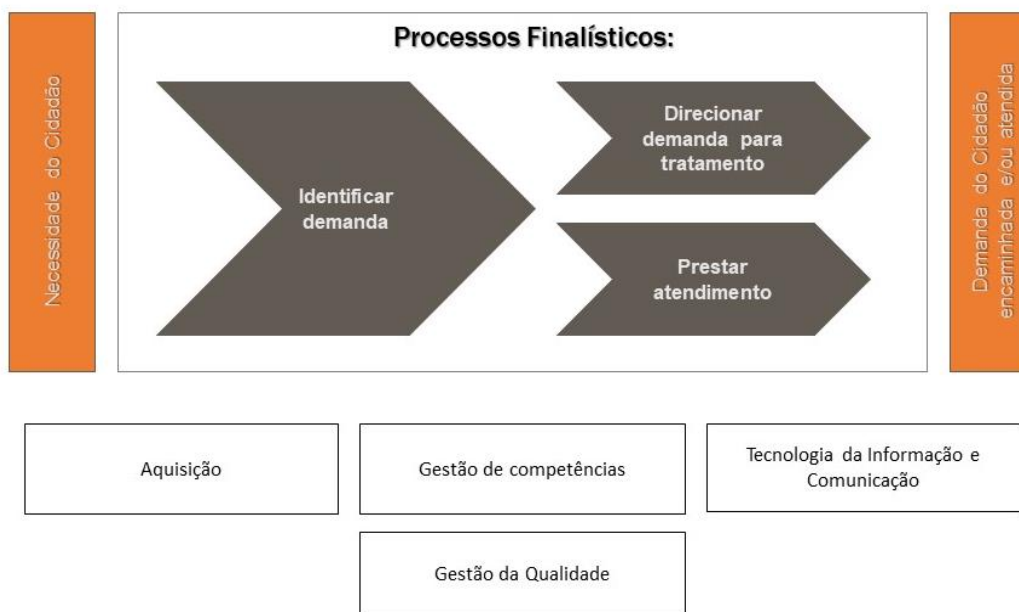 Processos Finalísticos:
Necessidade do Cidadão
Identificar
demanda
Direcionar
demanda para
tratamento
Prestar
atendimento
Demanda do Cidadão
encaminhada e/ou atendida
Aquisição
Gestão de competências
Tecnologia da Informação e
Comunicação
Gestão da Qualidade